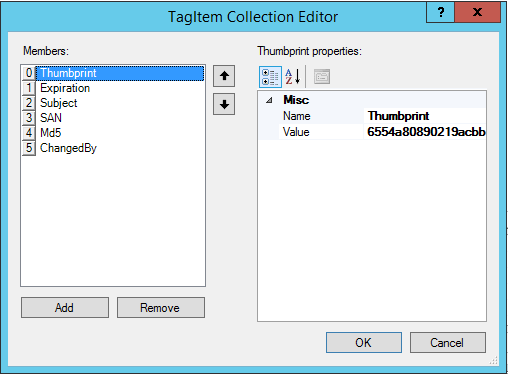 TagItem Collection Editor
? x
Members:
0 Thumbprint
1 Expiration
2 Subject
3 SAN
4 Md5
5 ChangedBy
Add Remove
Thumbprint properties:
Misc
Name Thumbprint
Value 6554a80890219acbb
OK Cancel